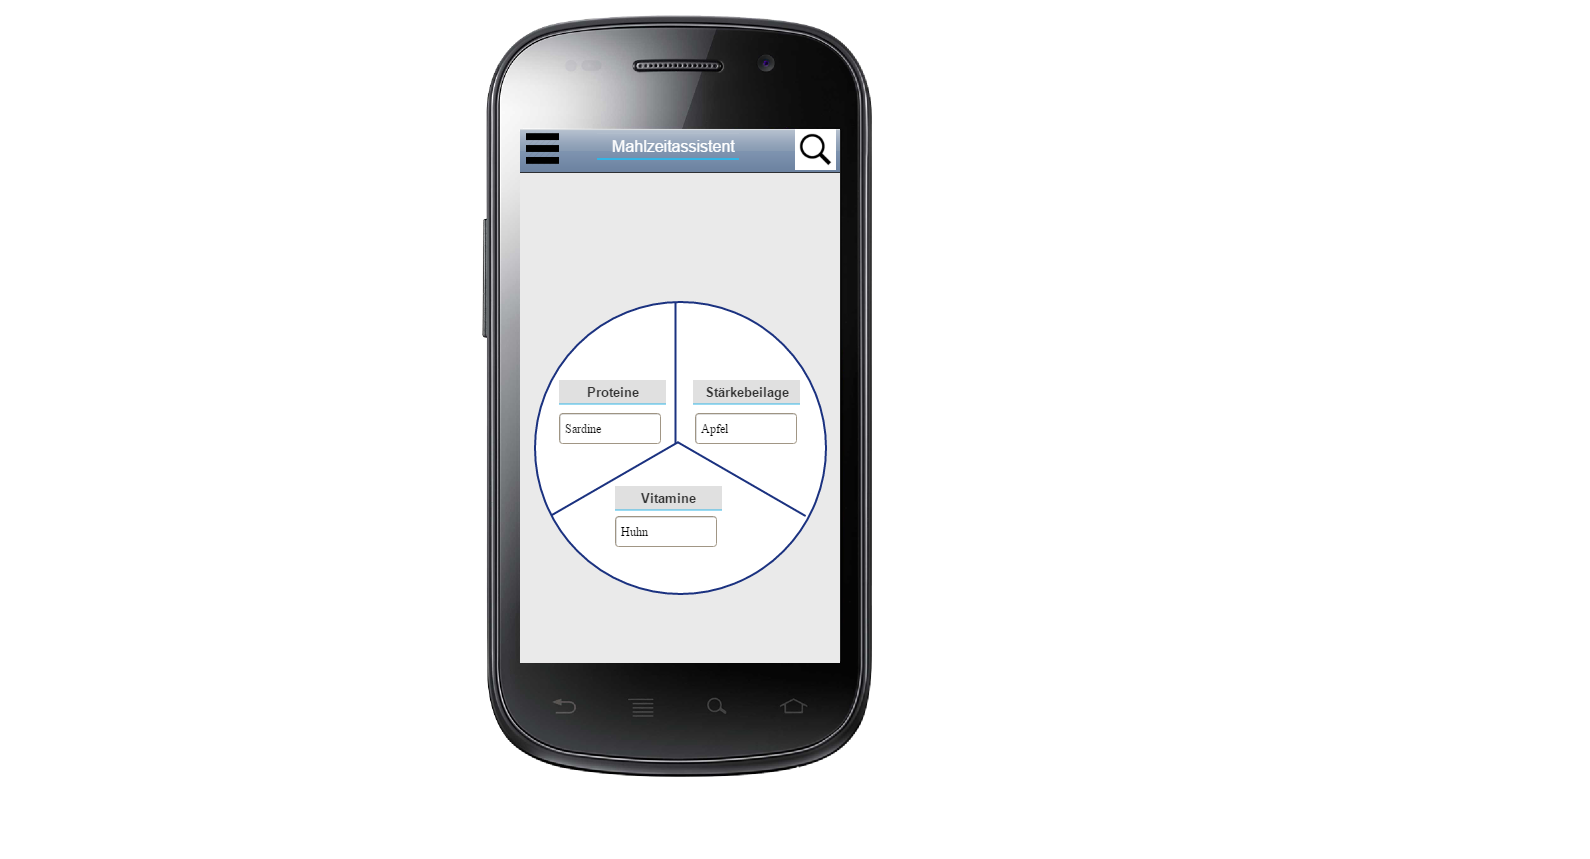 Mahlzeitassistent
Proteine
Stärkebeilage
Sardine
Apfel
Vitamine
Huhn